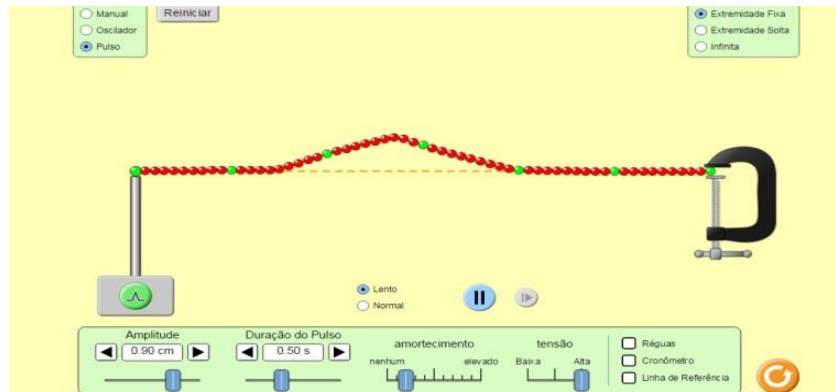 Manual
Oscilador
Pulso
Reiniciar
Extremidade Fixa
Extremidade Solta
Infinita
Lento
Normal
Amplitude
0.90 cm
Duração do Pulso
0.50 s
amortecimento
nenhum
elevado
tensão
Baixa
Alta
Réguas
Cronômetro
Linha de Referência